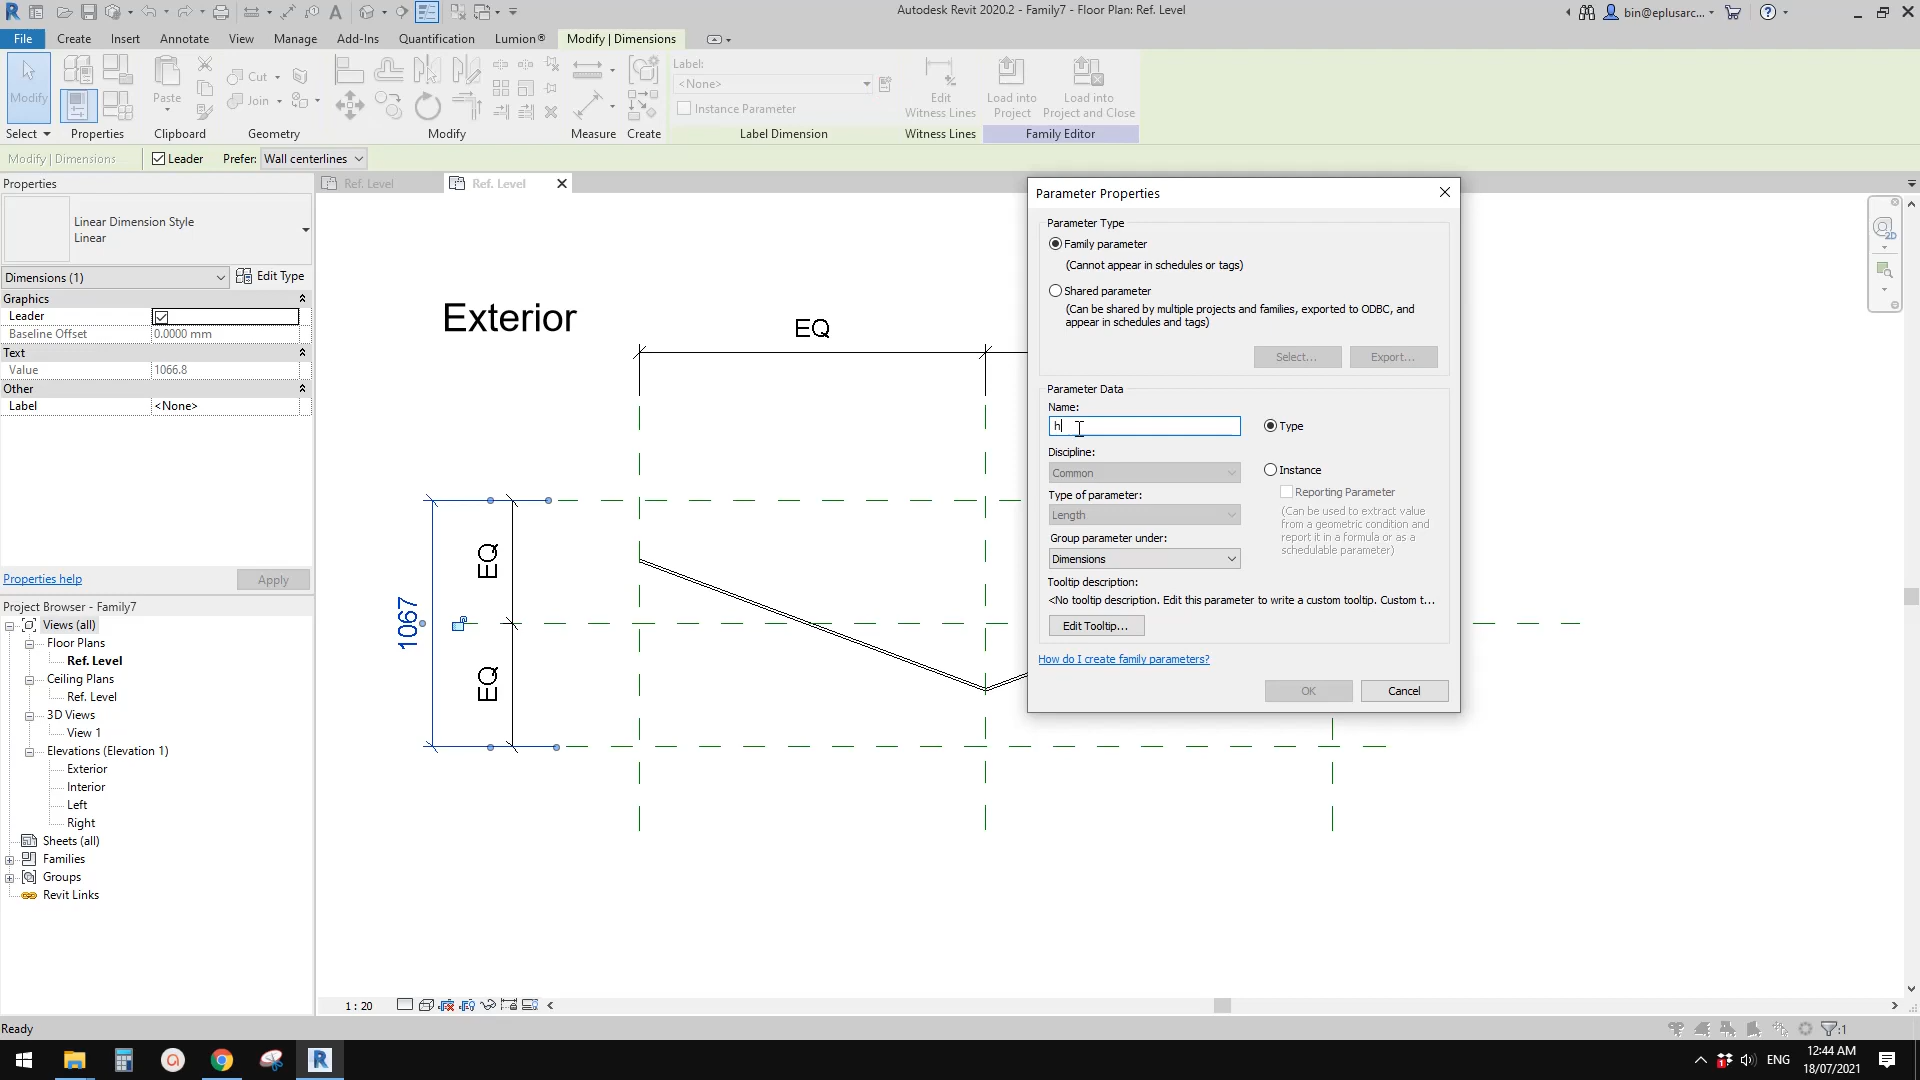 Autodesk Revit 2020.2 - Family7 - Floor Plan: Ref. Level
bin@eplusarc...
File Create Insert Annotate View Manage Add-Ins Quantification Lumion® Modify | Dimensions
Modify
Paste
Cut
Join
Label:
<None>
Instance Parameter
Edit
Witness Lines
Load into
Project
Load into
Project and Close
Select Properties Clipboard Geometry Modify Measure Create Label Dimension Witness Lines Family Editor
Modify | Dimensions Leader Prefer: Wall centerlines
Properties
Linear Dimension Style
Linear
Dimensions (1) Edit Type
Graphics
Leader
Baseline Offset 0.0000 mm
Text
Value 1066.8
Other
Label <None>
Properties help Apply
Project Browser - Family7
Views (all)
Floor Plans
Ref. Level
Ceiling Plans
Ref. Level
3D Views
View 1
Elevations (Elevation 1)
Exterior
Interior
Left
Right
Sheets (all)
Families
Groups
Revit Links
Ref. Level Ref. Level
Exterior
EQ
EQ
EQ
1067
2D
Parameter Properties
Parameter Type
Family parameter
(Cannot appear in schedules or tags)
Shared parameter
(Can be shared by multiple projects and families, exported to ODBC, and
appear in schedules and tags)
Select... Export...
Parameter Data
Name:
h
Type
Discipline:
Common
Instance
Reporting Parameter
Type of parameter:
Length
(Can be used to extract value
from a geometric condition and
report it in a formula or as a
schedulable parameter)
Group parameter under:
Dimensions
Tooltip description:
<No tooltip description. Edit this parameter to write a custom tooltip. Custom t...
Edit Tooltip...
How do I create family parameters?
OK Cancel
1 : 20
Ready
:1
ENG
12:44 AM
18/07/2021